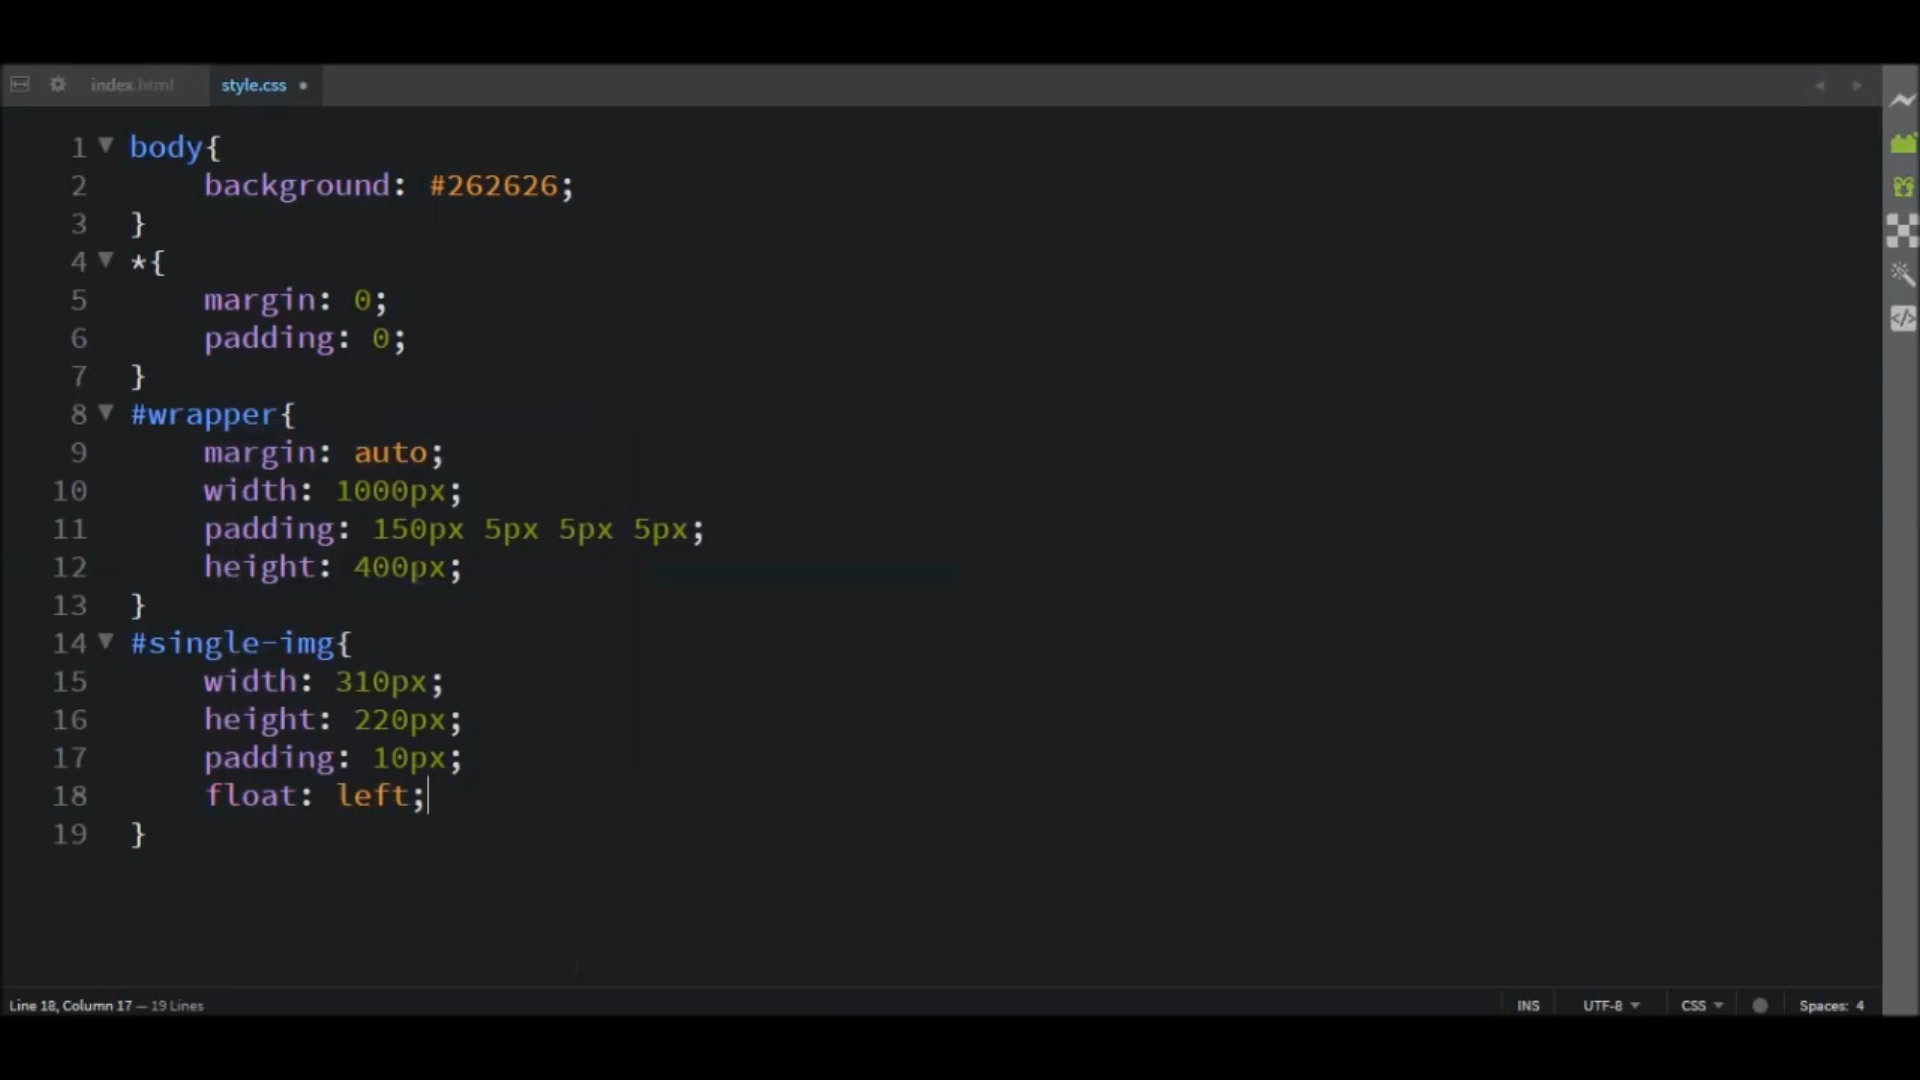 index.html
style.css
1 body{
2 background: #262626;
3 }
4 *{
5 margin: 0;
6 padding: 0;
7 }
8 #wrapper{
9 margin: auto;
10 width: 1000px;
11 padding: 150px 5px 5px 5px;
12 height: 400px;
13 }
14 #single-img{
15 width: 310px;
16 height: 220px;
17 padding: 10px;
18 float: left;
19 }
Line 18, Column 17 — 19 Lines
INS
UTF-8
CSS
Spaces: 4